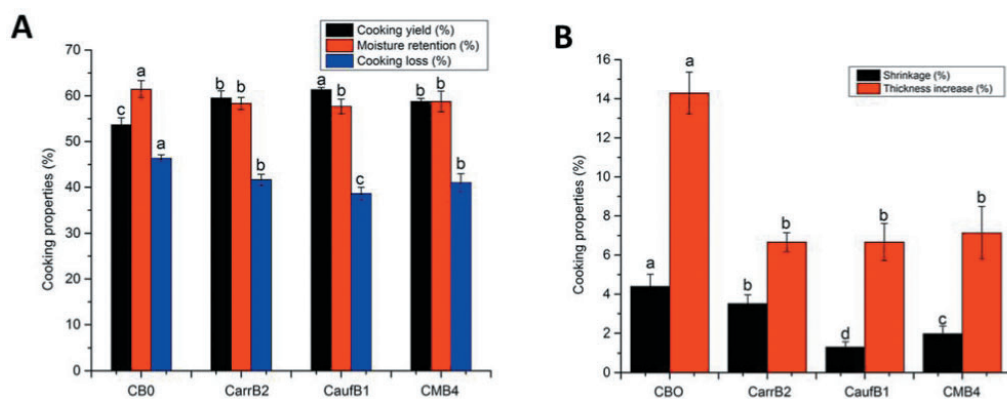 A
Cooking yield (%)
Moisture retention (%)
Cooking loss (%)
Cooking properties (%)
70
60
50
40
30
20
10
0
c
a
a
b
b
b
a
b
c
b
b
b
CB0
CarrB2
CaufB1
CMB4
B
Shrinkage (%)
Thickness increase (%)
Cooking properties (%)
16
14
12
10
8
6
4
2
0
a
a
b
b
d
b
c
b
CBO
CarrB2
CaufB1
CMB4